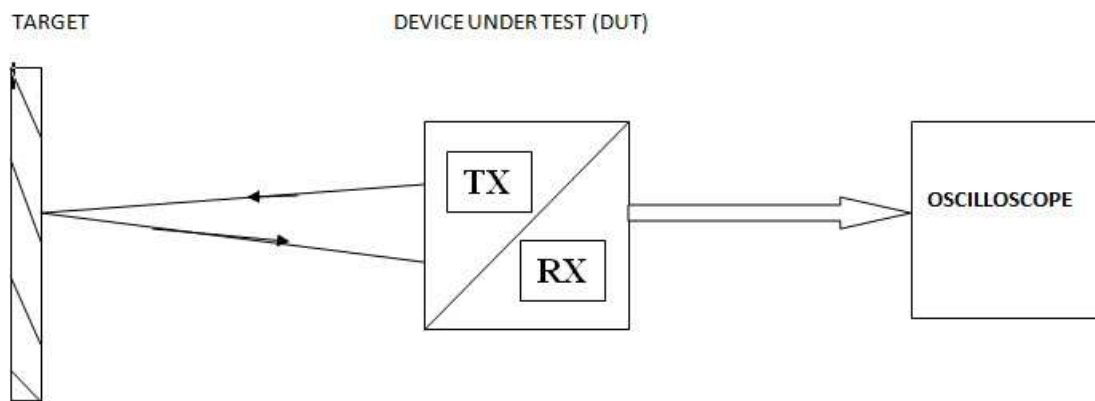 TARGET
DEVICE UNDER TEST (DUT)
TX
OSCILLOSCOPE
RX